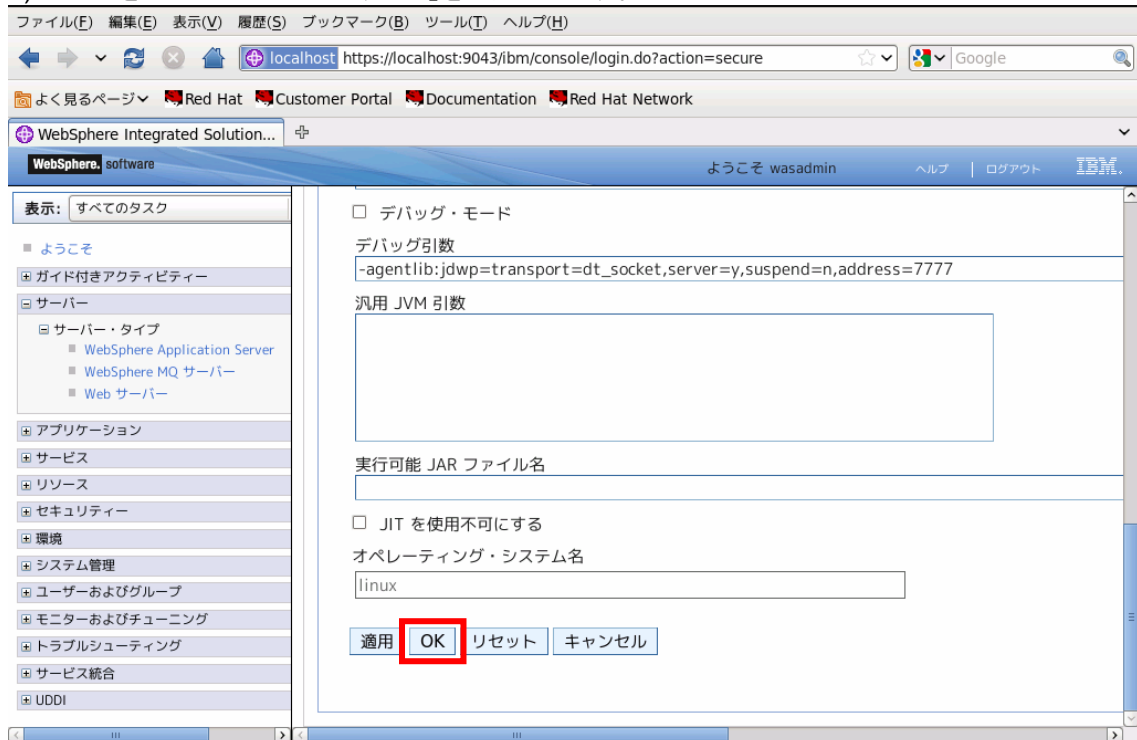 ファイル(F) 編集(E) 表示(V) 履歴(S) ブックマーク(B) ツール(T) ヘルプ(H)
localhost https://localhost:9043/ibm/console/login.do?action=secure Google
よく見るページ Red Hat Customer Portal Documentation Red Hat Network
WebSphere Integrated Solution...
WebSphere. software ようこそ wasadmin ヘルプ | ログアウト IBM.
表示: すべてのタスク
ようこそ
ガイド付きアクティビティー
サーバー
サーバー・タイプ
WebSphere Application Server
WebSphere MQ サーバー
Web サーバー
アプリケーション
サービス
リソース
セキュリティー
環境
システム管理
ユーザーおよびグループ
モニターおよびチューニング
トラブルシューティング
サービス統合
UDDI
デバッグ・モード
デバッグ引数
-agentlib:jdwp=transport=dt_socket,server=y,suspend=n,address=7777
汎用 JVM 引数
実行可能 JAR ファイル名
JIT を使用不可にする
オペレーティング・システム名
linux
適用 OK リセット キャンセル